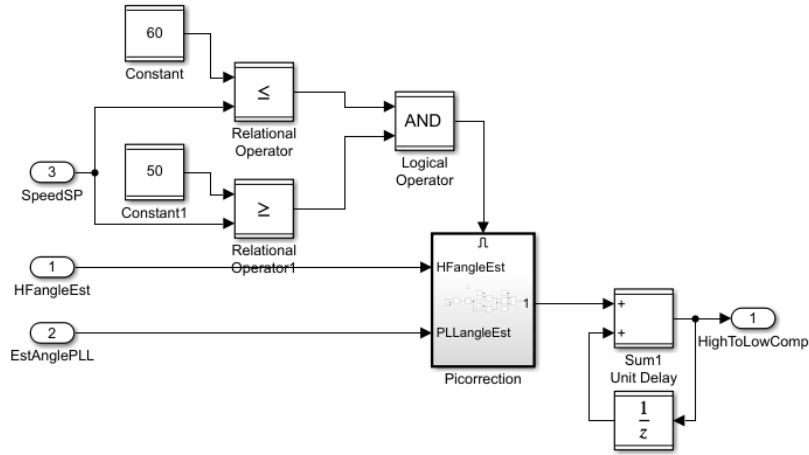 60
Constant
≤
Relational
Operator
AND
Logical
Operator
3
SpeedSP
50
Constant1
≥
Relational
Operator1
1
HFangleEst
2
EstAnglePLL
HFangleEst
PLLangleEst
1
Picorrection
+
+
Sum1
1
HighToLowComp
Unit Delay
1
z